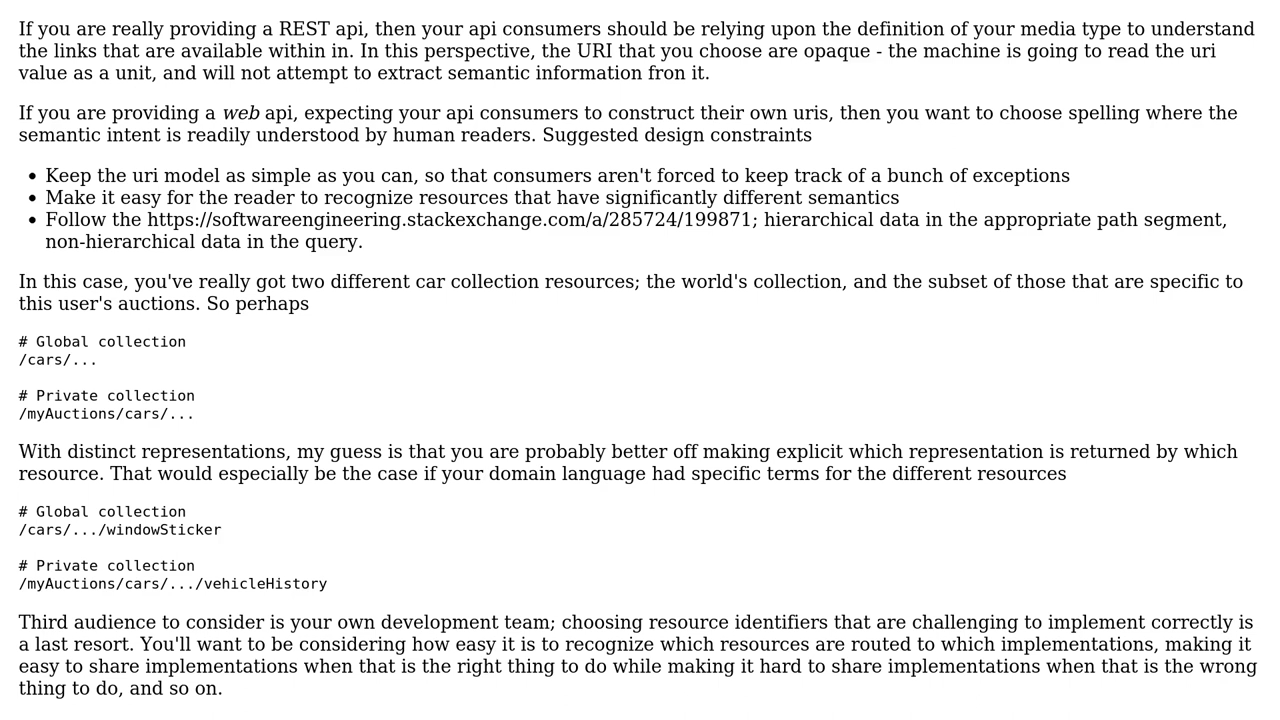 If you are really providing a REST api, then your api consumers should be relying upon the definition of your media type to understand
the links that are available within in. In this perspective, the URI that you choose are opaque - the machine is going to read the uri
value as a unit, and will not attempt to extract semantic information fron it.
If you are providing a web api, expecting your api consumers to construct their own uris, then you want to choose spelling where the
semantic intent is readily understood by human readers. Suggested design constraints
• Keep the uri model as simple as you can, so that consumers aren't forced to keep track of a bunch of exceptions
• Make it easy for the reader to recognize resources that have significantly different semantics
• Follow the https://softwareengineering.stackexchange.com/a/285724/199871; hierarchical data in the appropriate path segment,
non-hierarchical data in the query.
In this case, you've really got two different car collection resources; the world's collection, and the subset of those that are specific to
this user's auctions. So perhaps
# Global collection
/cars/...
# Private collection
/myAuctions/cars/...
With distinct representations, my guess is that you are probably better off making explicit which representation is returned by which
resource. That would especially be the case if your domain language had specific terms for the different resources
# Global collection
/cars/.../windowSticker
# Private collection
/myAuctions/cars/.../vehicleHistory
Third audience to consider is your own development team; choosing resource identifiers that are challenging to implement correctly is
a last resort. You'll want to be considering how easy it is to recognize which resources are routed to which implementations, making it
easy to share implementations when that is the right thing to do while making it hard to share implementations when that is the wrong
thing to do, and so on.